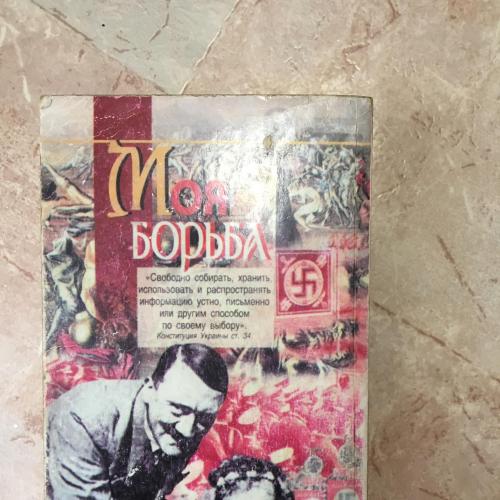 Моя
БОРЬБА
«Свободно собирать, хранить
использовать и распространять
информацию устно, письменно
или другим способом
по своему выбору».
Конституция Украины ст. 34